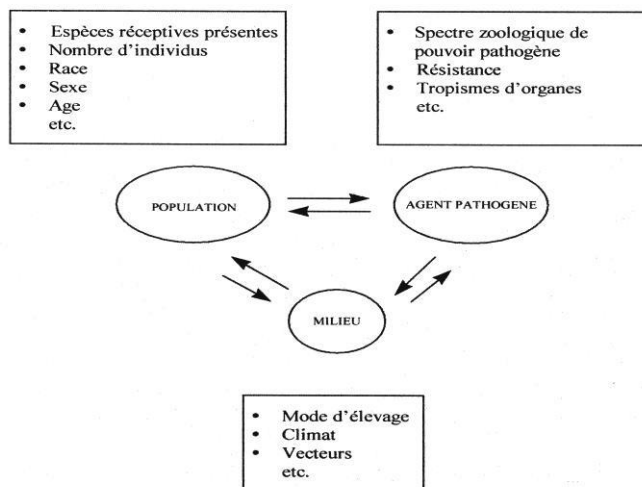 • Espèces réceptives présentes
• Nombre d'individus
• Race
• Sexe
• Age
etc.
• Spectre zoologique de
pouvoir pathogène
• Résistance
• Tropismes d'organes
etc.
POPULATION
AGENT PATHOGENE
MILIEU
• Mode d'élevage
• Climat
• Vecteurs
etc.